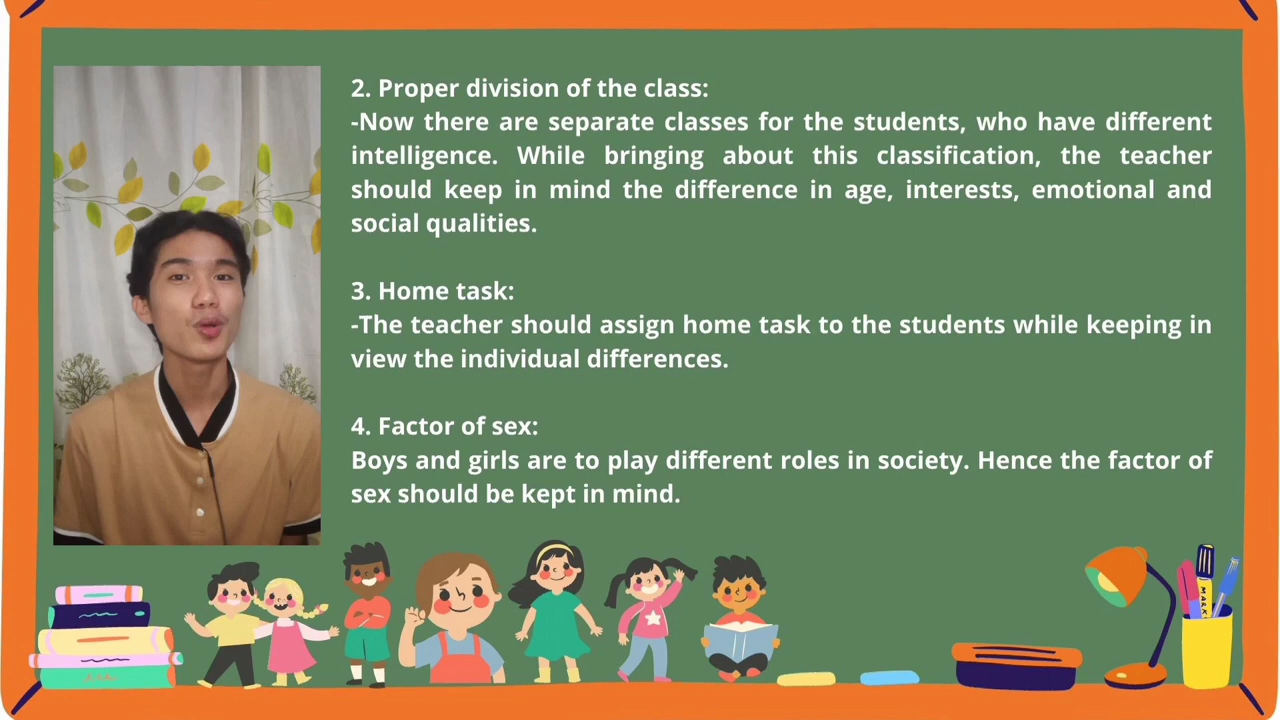 2. Proper division of the class:
-Now there are separate classes for the students, who have different
intelligence. While bringing about this classification, the teacher
should keep in mind the difference in age, interests, emotional and
social qualities.
3. Home task:
-The teacher should assign home task to the students while keeping in
view the individual differences.
4. Factor of sex:
Boys and girls are to play different roles in society. Hence the factor of
sex should be kept in mind.